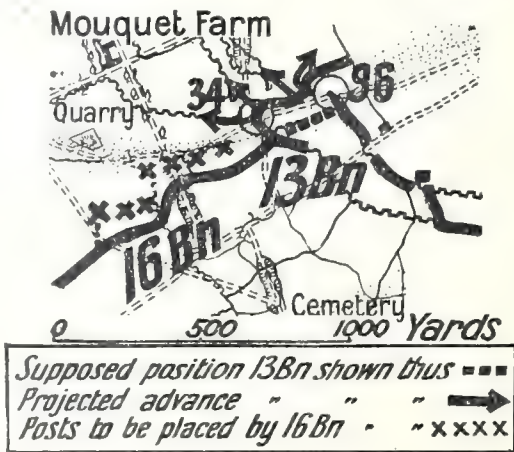 Mouquet Farm
34
36
Quarry
13Bn
16Bn
Cemetery
0 500 1000 Yards
Supposed position 13Bn shown thus
Projected advance " " "
Posts to be placed by 16Bn " " xxxx